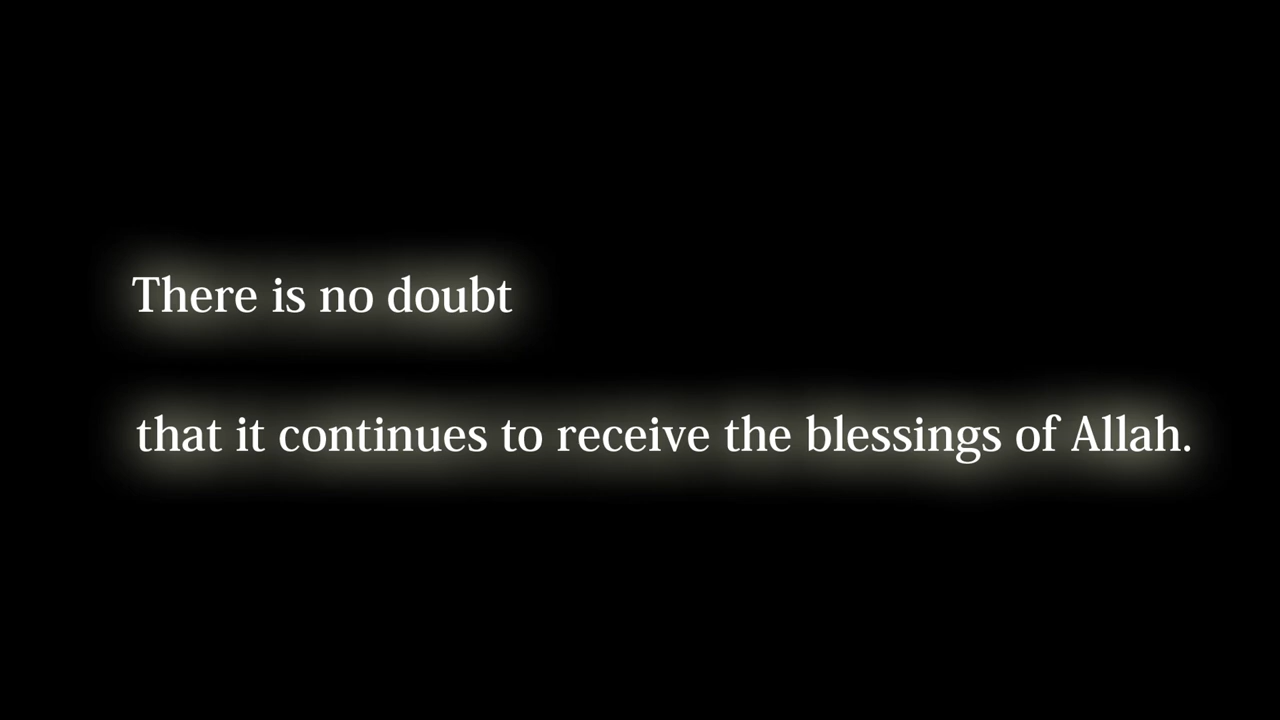 There is no doubt
that it continues to receive the blessings of Allah.